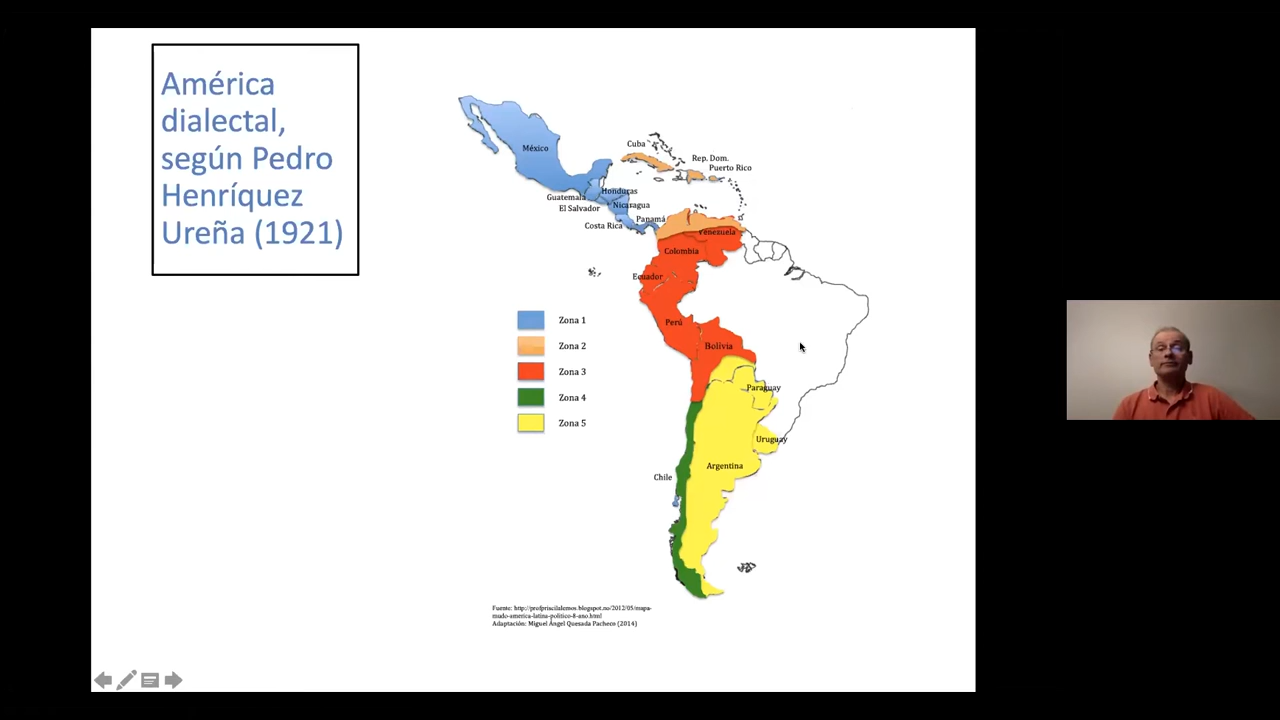 América
dialectal,
según Pedro
Henríquez
Ureña (1921)
México
Cuba
Rep. Dom.
Puerto Rico
Guatemala
Honduras
El Salvador
Nicaragua
Costa Rica
Panamá
Venezuela
Colombia
Ecuador
Perú
Bolivia
Paraguay
Uruguay
Argentina
Chile
Zona 1
Zona 2
Zona 3
Zona 4
Zona 5
Fuente: http://profpriscilalemos.blogspot.no/2012/05/mapa-
mudo-america-latina-politico-8-ano.html
Adaptación: Miguel Ángel Quesada Pacheco (2014)